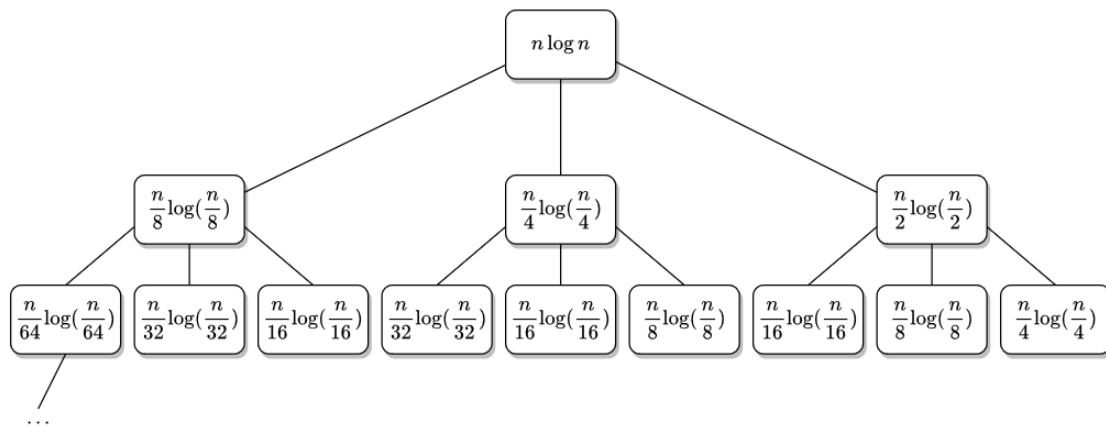 n log n
n/8 log(n/8)
n/4 log(n/4)
n/2 log(n/2)
n/64 log(n/64)
n/32 log(n/32)
n/16 log(n/16)
n/32 log(n/32)
n/16 log(n/16)
n/8 log(n/8)
n/16 log(n/16)
n/8 log(n/8)
n/4 log(n/4)
...